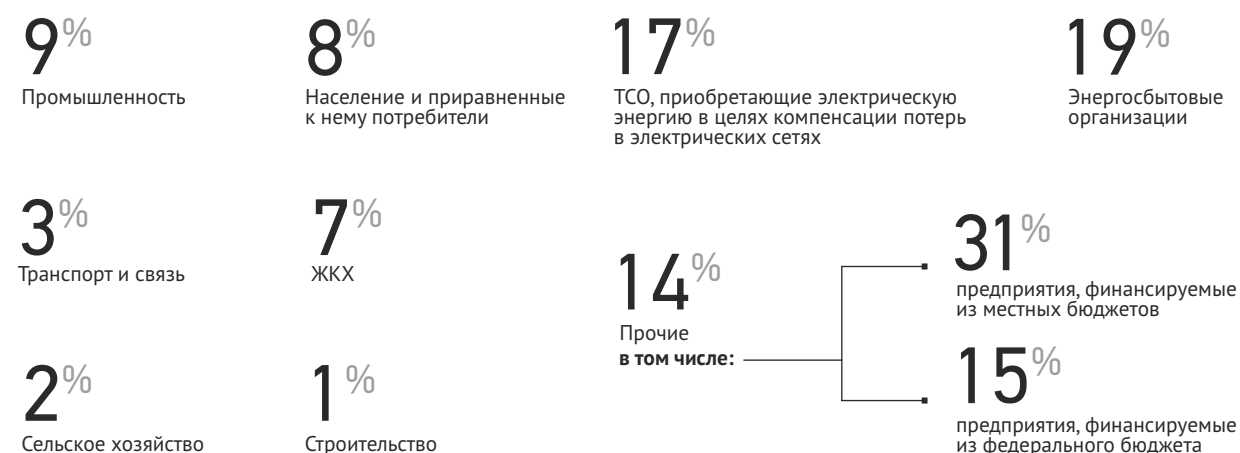 9%
Промышленность
8%
Население и приравненные
к нему потребители
17%
ТСО, приобретающие электрическую
энергию в целях компенсации потерь
в электрических сетях
19%
Энергосбытовые
организации
3%
Транспорт и связь
7%
ЖКХ
14%
Прочие
в том числе:
31%
предприятия, финансируемые
из местных бюджетов
15%
предприятия, финансируемые
из федерального бюджета
2%
Сельское хозяйство
1%
Строительство